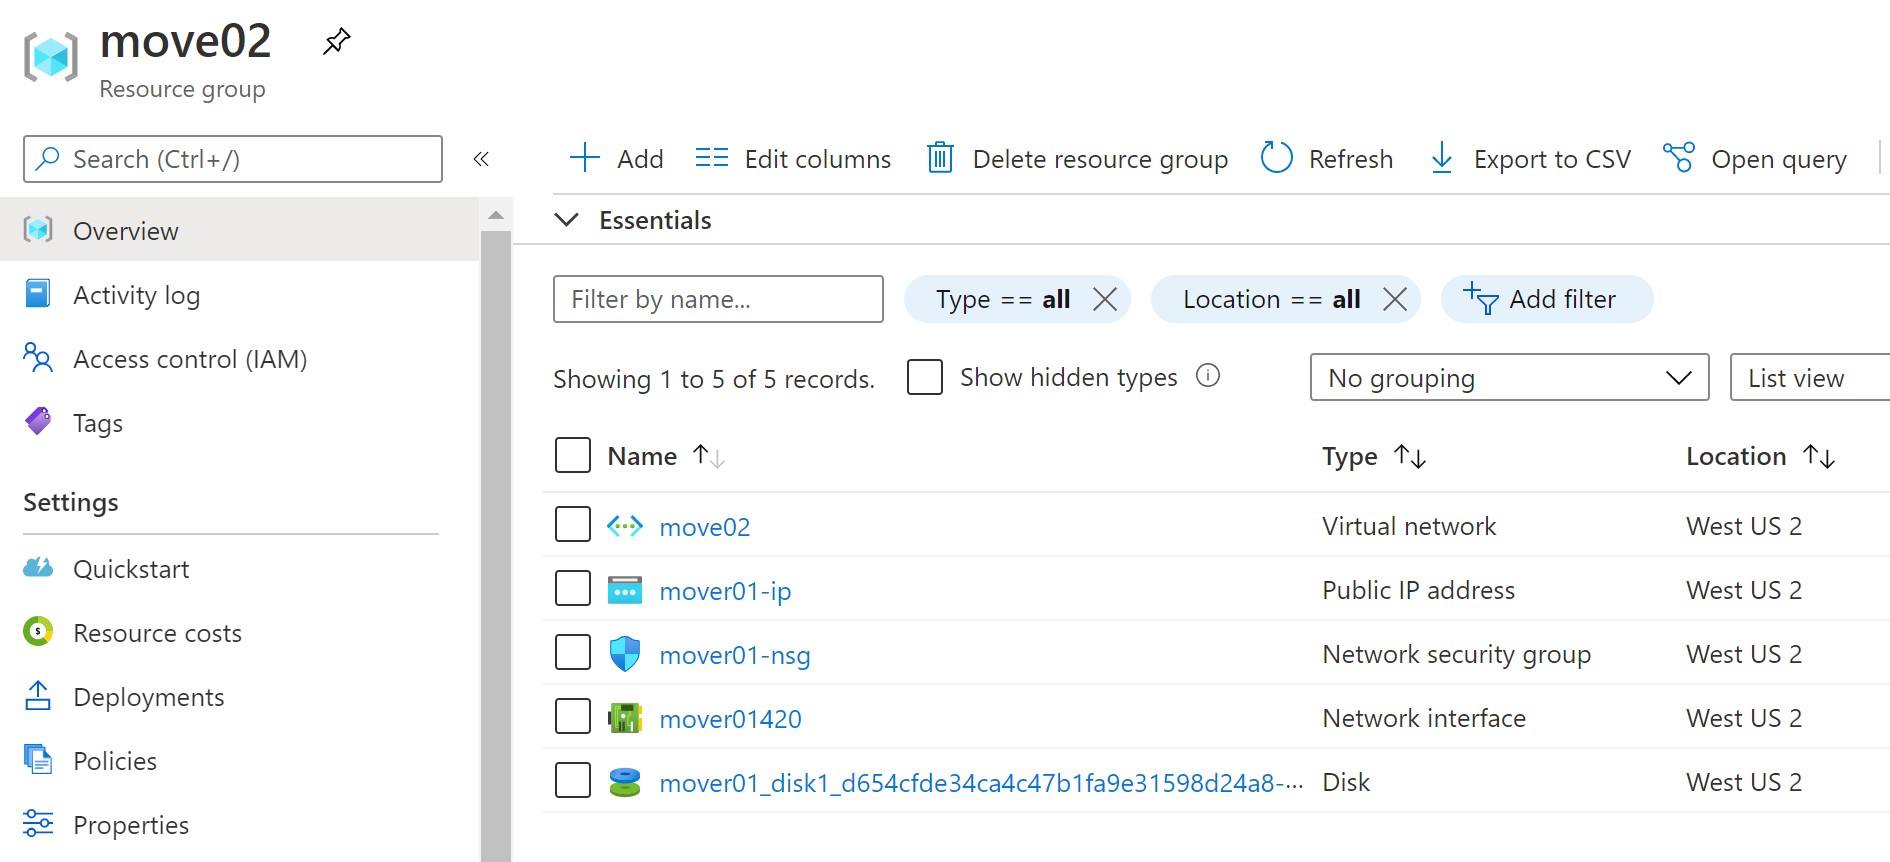 move02
Resource group
Search (Ctrl+/)
«
Add
Edit columns
Delete resource group
Refresh
Export to CSV
Open query
Overview
Activity log
Access control (IAM)
Tags
Settings
Quickstart
Resource costs
Deployments
Policies
Properties
Essentials
Filter by name...
Type == all
Location == all
Add filter
Showing 1 to 5 of 5 records.
Show hidden types
No grouping
List view
Name Type Location
move02 Virtual network West US 2
mover01-ip Public IP address West US 2
mover01-nsg Network security group West US 2
mover01420 Network interface West US 2
mover01_disk1_d654cfde34ca4c47b1fa9e31598d24a8-... Disk West US 2